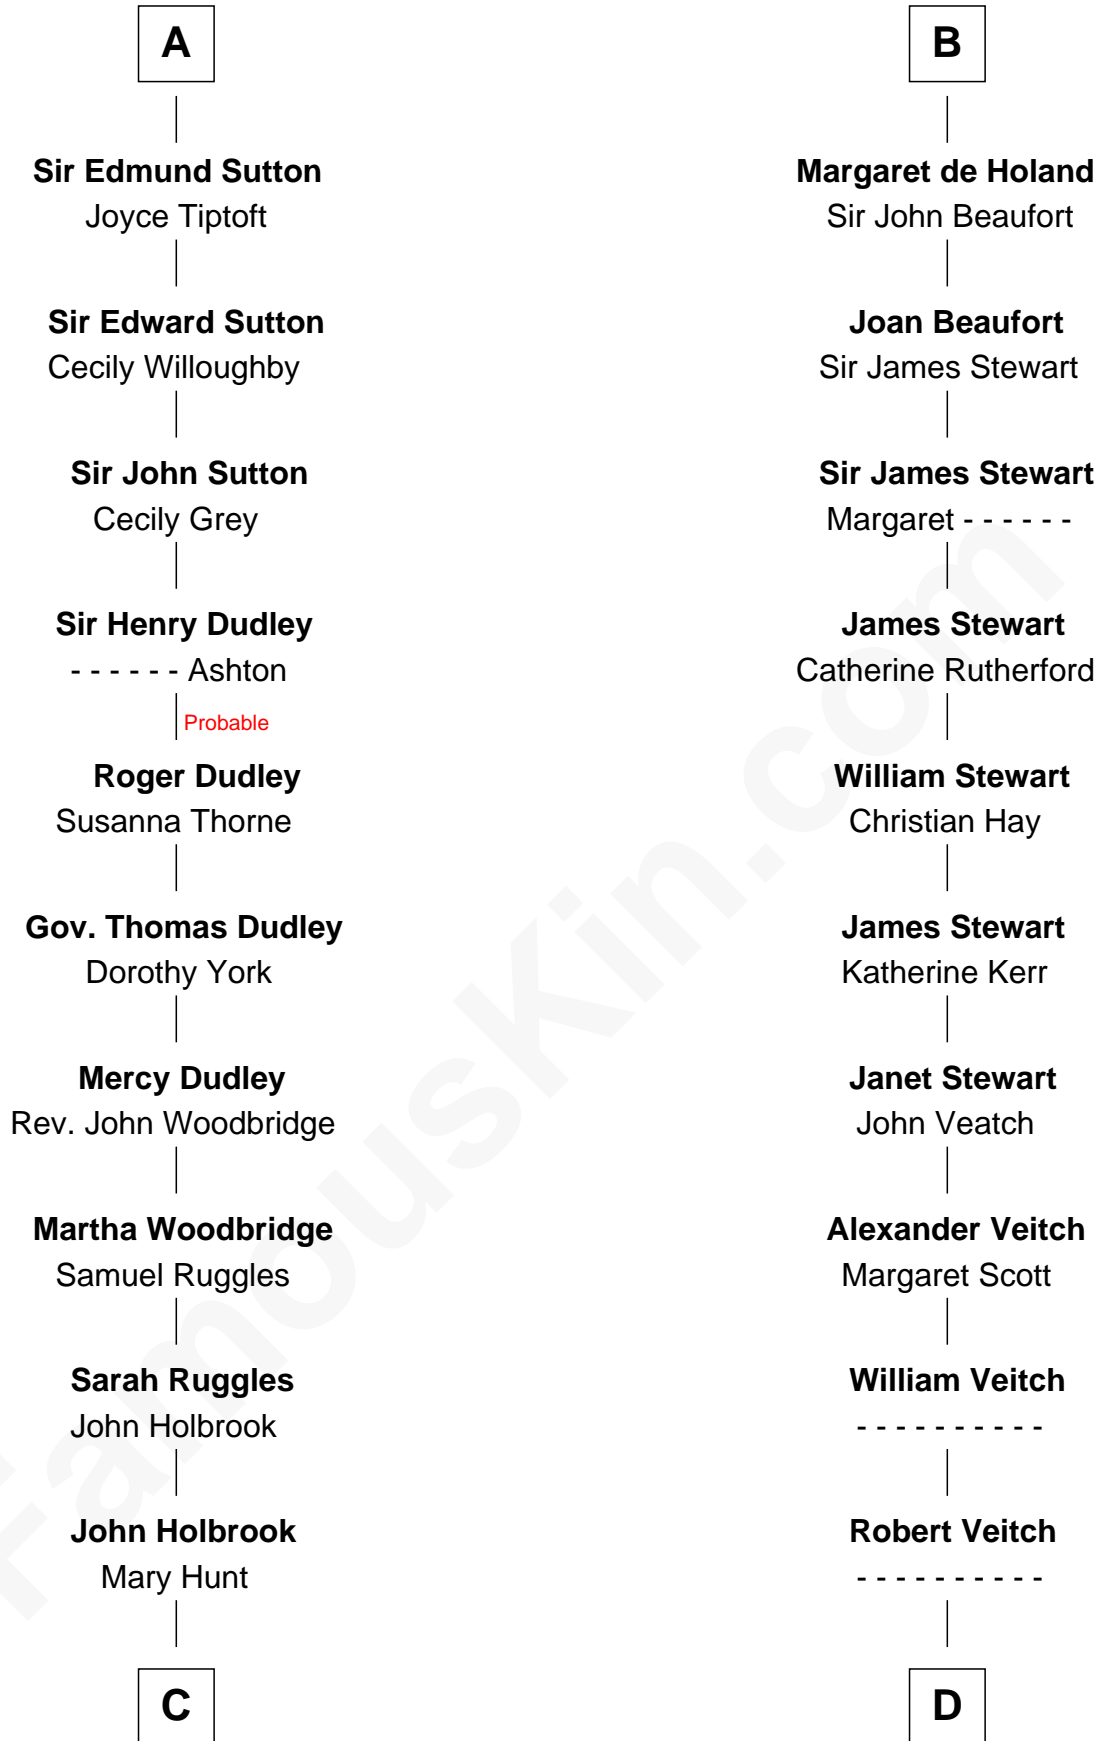 A
Sir Edmund Sutton
Joyce Tiptoft
Sir Edward Sutton
Cecily Willoughby
Sir John Sutton
Cecily Grey
Sir Henry Dudley
- - - - - - Ashton
Probable
Roger Dudley
Susanna Thorne
Gov. Thomas Dudley
Dorothy York
Mercy Dudley
Rev. John Woodbridge
Martha Woodbridge
Samuel Ruggles
Sarah Ruggles
John Holbrook
John Holbrook
Mary Hunt
C
B
Margaret de Holand
Sir John Beaufort
Joan Beaufort
Sir James Stewart
Sir James Stewart
Margaret - - - - - -
James Stewart
Catherine Rutherford
William Stewart
Christian Hay
James Stewart
Katherine Kerr
Janet Stewart
John Veatch
Alexander Veitch
Margaret Scott
William Veitch
- - - - - - - - - -
Robert Veitch
- - - - - - - - - -
D
FamousKin.com